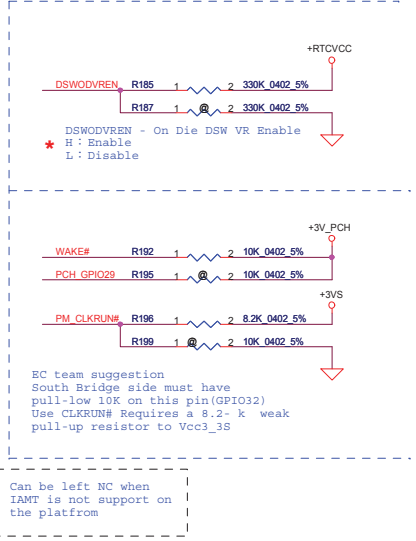 +RTCVCC
DSWODVREN R185 1 2 330K_0402_5%
R187 1 @ 2 330K_0402_5%
DSWODVREN - On Die DSW VR Enable
* H：Enable
L：Disable
+3V_PCH
WAKE# R192 1 2 10K_0402_5%
PCH_GPIO29 R195 1 @ 2 10K_0402_5%
+3VS
PM_CLKRUN# R196 1 2 8.2K_0402_5%
R199 1 @ 2 10K_0402_5%
EC team suggestion
South Bridge side must have
pull-low 10K on this pin(GPIO32)
Use CLKRUN# Requires a 8.2- k weak
pull-up resistor to Vcc3_3S
Can be left NC when
IAMT is not support on
the platfrom